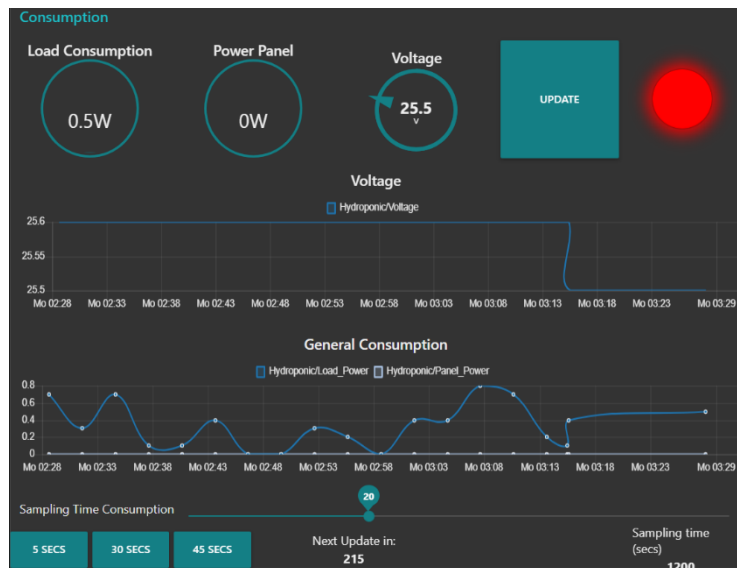 Consumption
Load Consumption
Power Panel
Voltage
0.5W
0W
25.5
V
UPDATE
Voltage
Hydroponic/Voltage
25.6
25.55
25.5
Mo 02:28 Mo 02:33 Mo 02:38 Mo 02:43 Mo 02:48 Mo 02:53 Mo 02:58 Mo 03:03 Mo 03:08 Mo 03:13 Mo 03:18 Mo 03:23 Mo 03:29
General Consumption
Hydroponic/Load_Power Hydroponic/Panel_Power
0.8
0.6
0.4
0.2
0
Mo 02:28 Mo 02:33 Mo 02:38 Mo 02:43 Mo 02:48 Mo 02:53 Mo 02:58 Mo 03:03 Mo 03:08 Mo 03:13 Mo 03:18 Mo 03:23 Mo 03:29
20
Sampling Time Consumption
5 SECS
30 SECS
45 SECS
Next Update in:
215
Sampling time
(secs)
1200